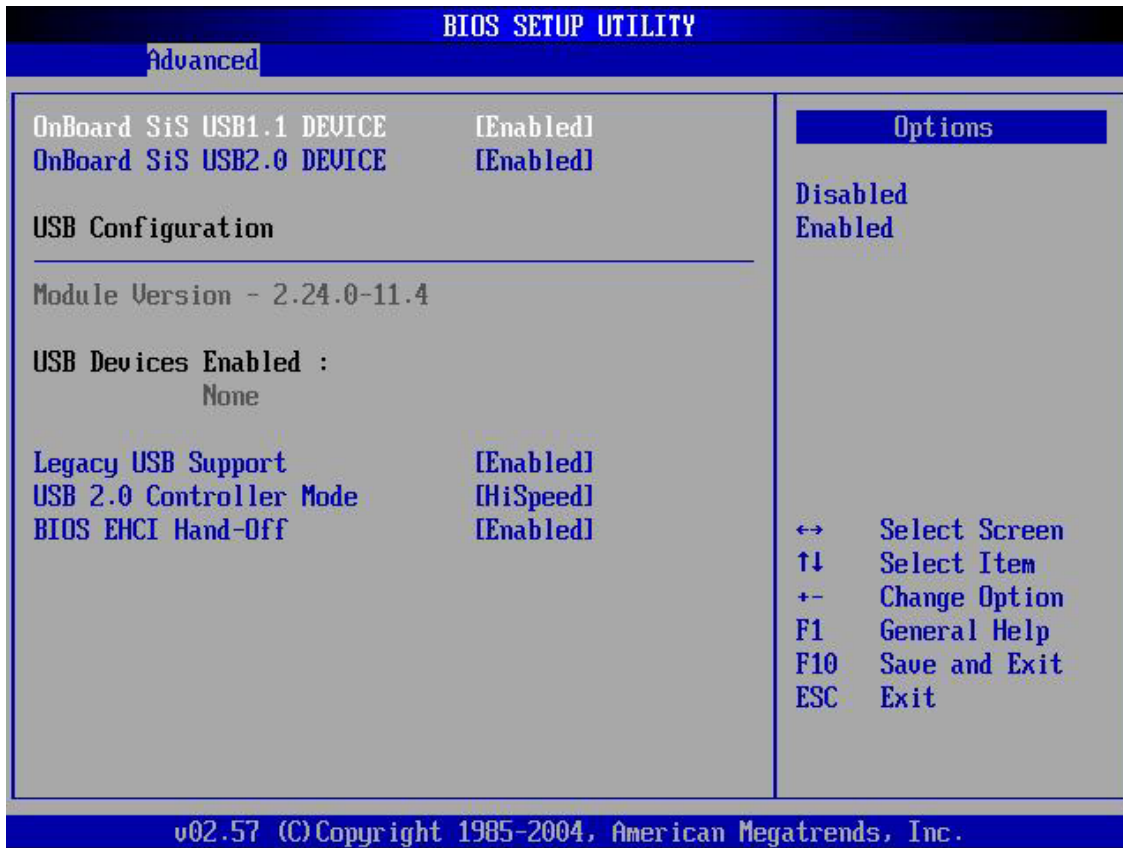 BIOS SETUP UTILITY
Advanced
OnBoard SiS USB1.1 DEVICE [Enabled]
OnBoard SiS USB2.0 DEVICE [Enabled]
USB Configuration
Module Version - 2.24.0-11.4
USB Devices Enabled :
None
Legacy USB Support [Enabled]
USB 2.0 Controller Mode [HiSpeed]
BIOS EHCI Hand-Off [Enabled]
Options
Disabled
Enabled
←→ Select Screen
↑↓ Select Item
+- Change Option
F1 General Help
F10 Save and Exit
ESC Exit
v02.57 (C)Copyright 1985-2004, American Megatrends, Inc.